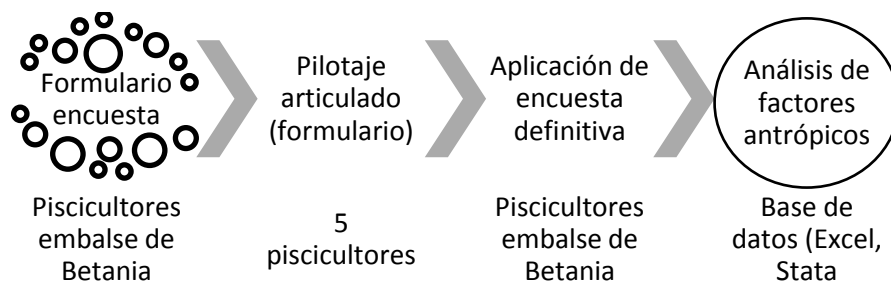 Formulario
encuesta
Pilotaje
articulado
(formulario)
Aplicación de
encuesta
definitiva
Análisis de
factores
antrópicos
Piscicultores
embalse de
Betania
5
piscicultores
Piscicultores
embalse de
Betania
Base de
datos (Excel,
Stata